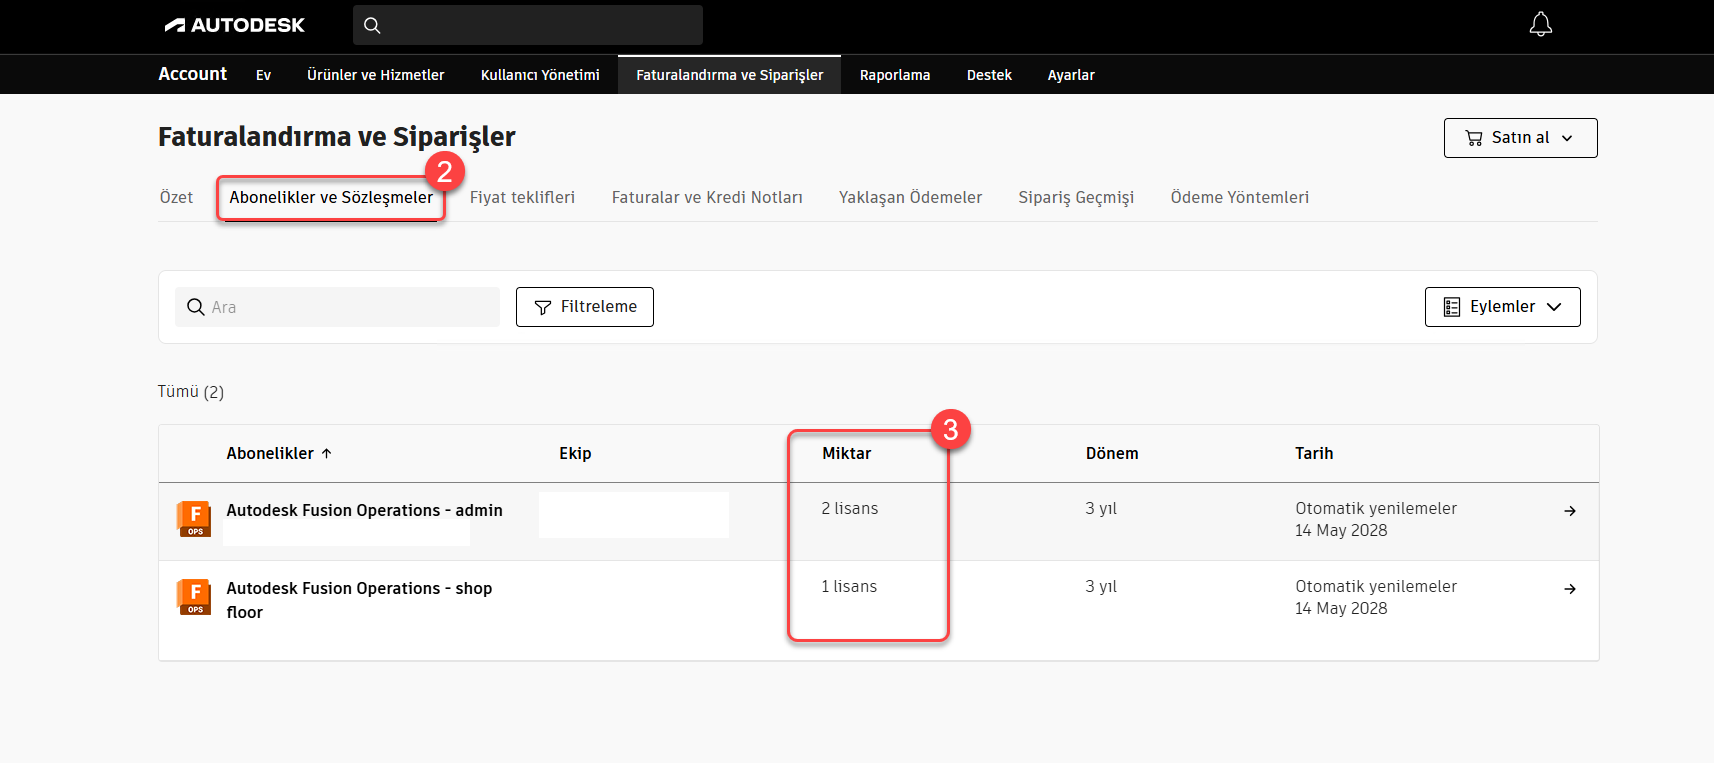 AUTODESK
Account Ev Ürünler ve Hizmetler Kullanıcı Yönetimi Faturalandırma ve Siparişler Raporlama Destek Ayarlar
Faturalandırma ve Siparişler
Satın al
2
Özet Abonelikler ve Sözleşmeler Fiyat teklifleri Faturalar ve Kredi Notları Yaklaşan Ödemeler Sipariş Geçmişi Ödeme Yöntemleri
Ara Filtreleme Eylemler
Tümü (2)
3
Abonelikler ↑ Ekip Miktar Dönem Tarih
F
OPS
Autodesk Fusion Operations - admin 2 lisans 3 yıl Otomatik yenilemeler
14 May 2028
F
OPS
Autodesk Fusion Operations - shop 1 lisans 3 yıl Otomatik yenilemeler
floor 14 May 2028